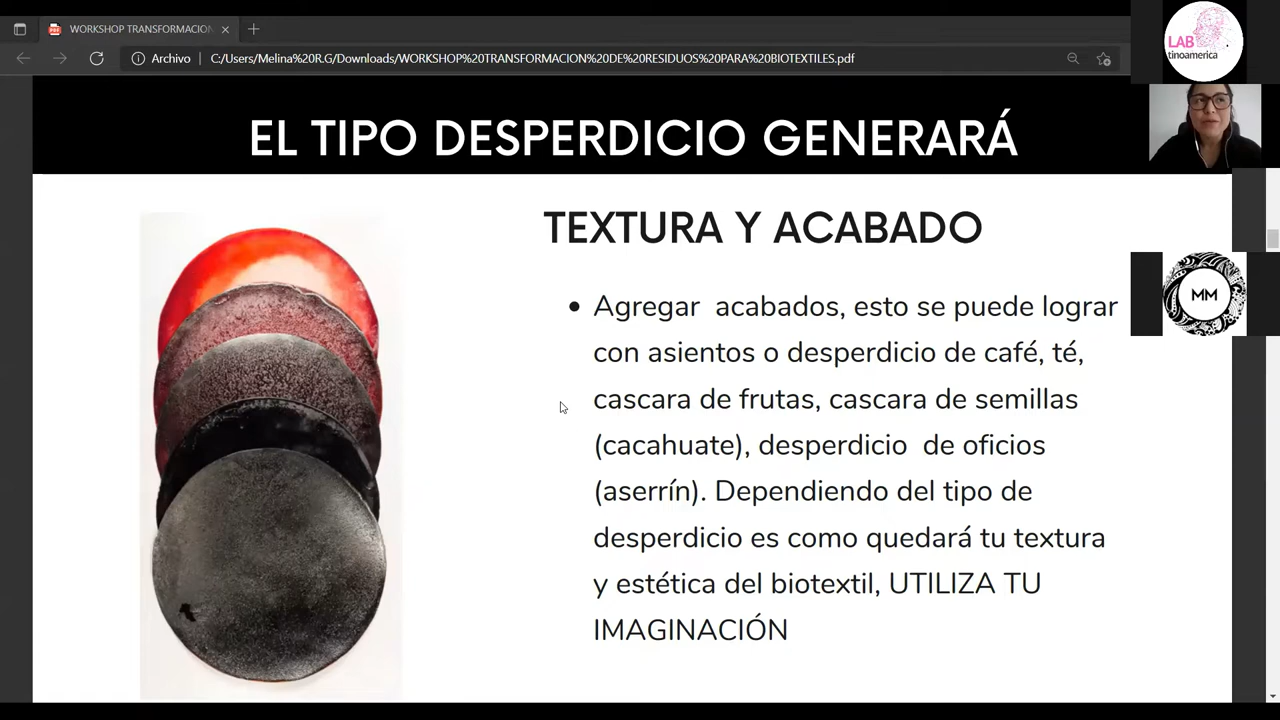 WORKSHOP TRANSFORMACION
Archivo
C:/Users/Melina%20R.G/Downloads/WORKSHOP%20TRANSFORMACION%20DE%20RESIDUOS%20PARA%20BIOTEXTILES.pdf
LAB
tinoamerica
EL TIPO DESPERDICIO GENERARÁ
TEXTURA Y ACABADO
• Agregar acabados, esto se puede lograr
con asientos o desperdicio de café, té,
cascara de frutas, cascara de semillas
(cacahuate), desperdicio de oficios
(aserrín). Dependiendo del tipo de
desperdicio es como quedará tu textura
y estética del biotextil, UTILIZA TU
IMAGINACIÓN
MM